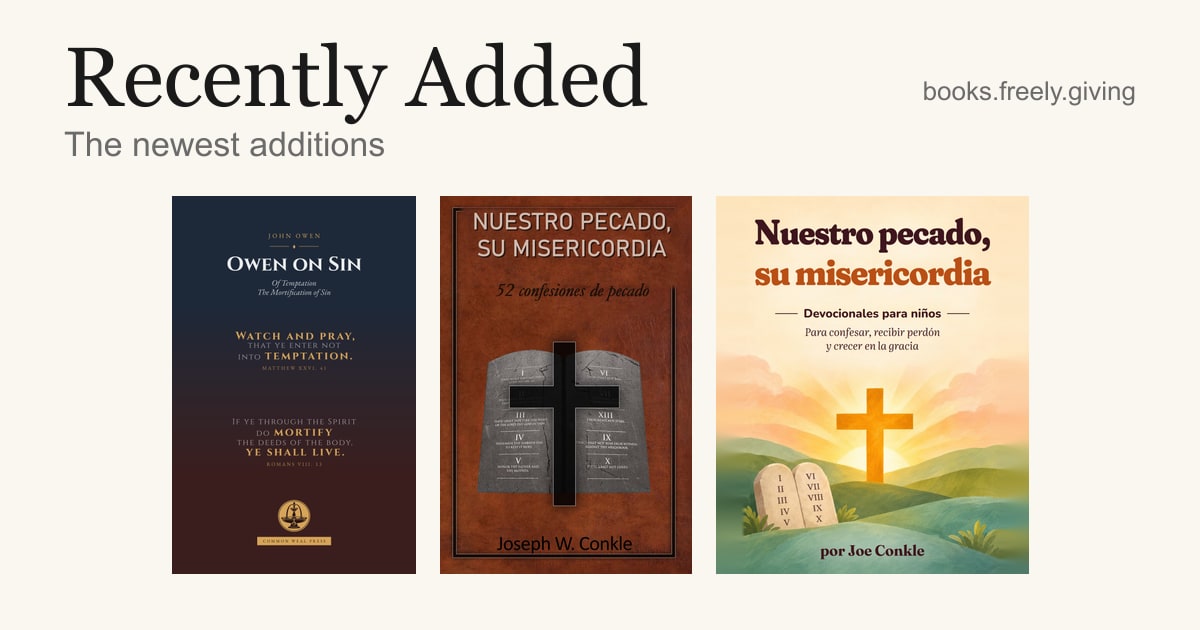 Recently Added
The newest additions
books.freely.giving
JOHN OWEN
OWEN ON SIN
Of Temptation
The Mortification of Sin
WATCH AND PRAY,
THAT YE ENTER NOT
INTO TEMPTATION.
MATTHEW XXVI. 41
IF YE THROUGH THE SPIRIT
DO MORTIFY
THE DEEDS OF THE BODY,
YE SHALL LIVE.
ROMANS VIII. 13
COMMON WEAL PRESS
NUESTRO PECADO,
SU MISERICORDIA
52 confesiones de pecado
I
III
IV
V
VI
VII
XIII
IX
X
Joseph W. Conkle
Nuestro pecado,
su misericordia
Devocionales para niños
Para confesar, recibir perdón
y crecer en la gracia
I
II
III
IV
V
VI
VII
VIII
IX
X
por Joe Conkle